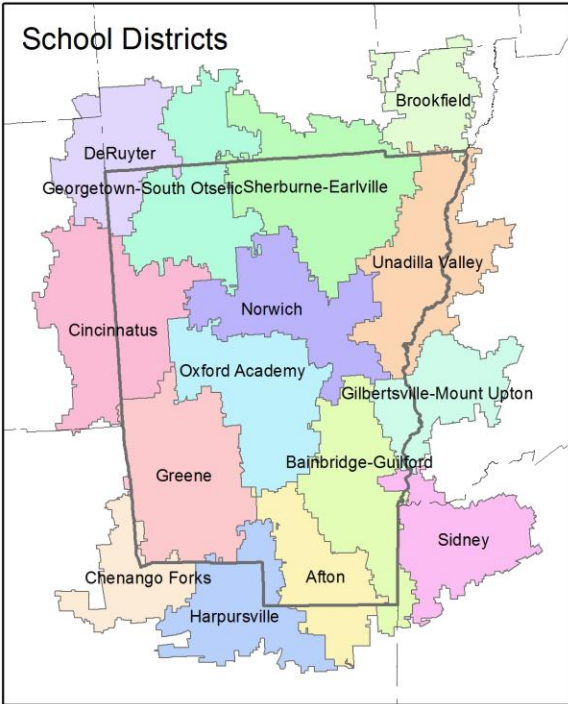 School Districts
Brookfield
DeRuyter
Georgetown-South Otselic
Sherburne-Earlville
Unadilla Valley
Norwich
Cincinnatus
Oxford Academy
Gilbertsville-Mount Upton
Bainbridge-Guilford
Greene
Sidney
Chenango Forks
Afton
Harpursville